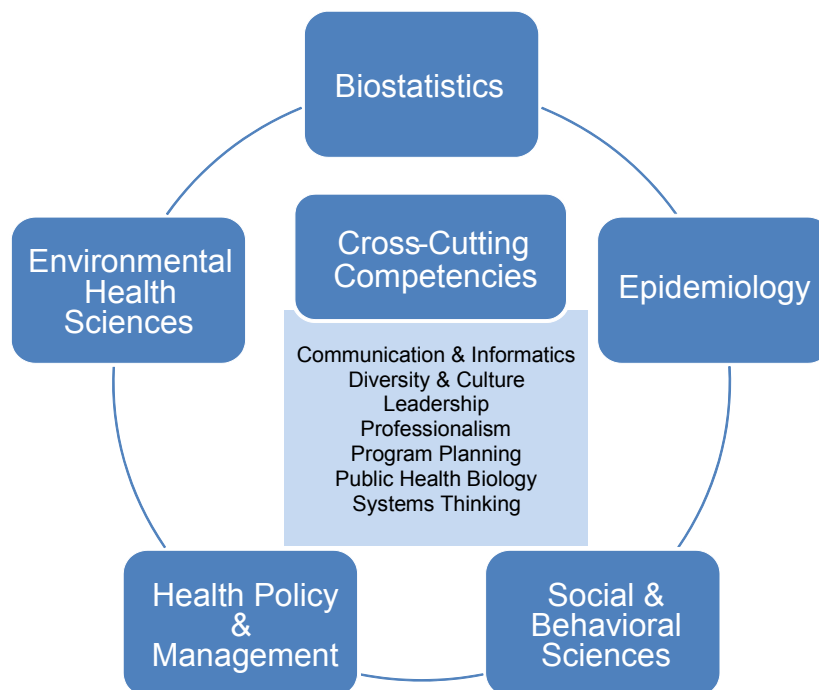 Biostatistics
Environmental
Health
Sciences
Cross-Cutting
Competencies
Epidemiology
Communication & Informatics
Diversity & Culture
Leadership
Professionalism
Program Planning
Public Health Biology
Systems Thinking
Health Policy
&
Management
Social &
Behavioral
Sciences